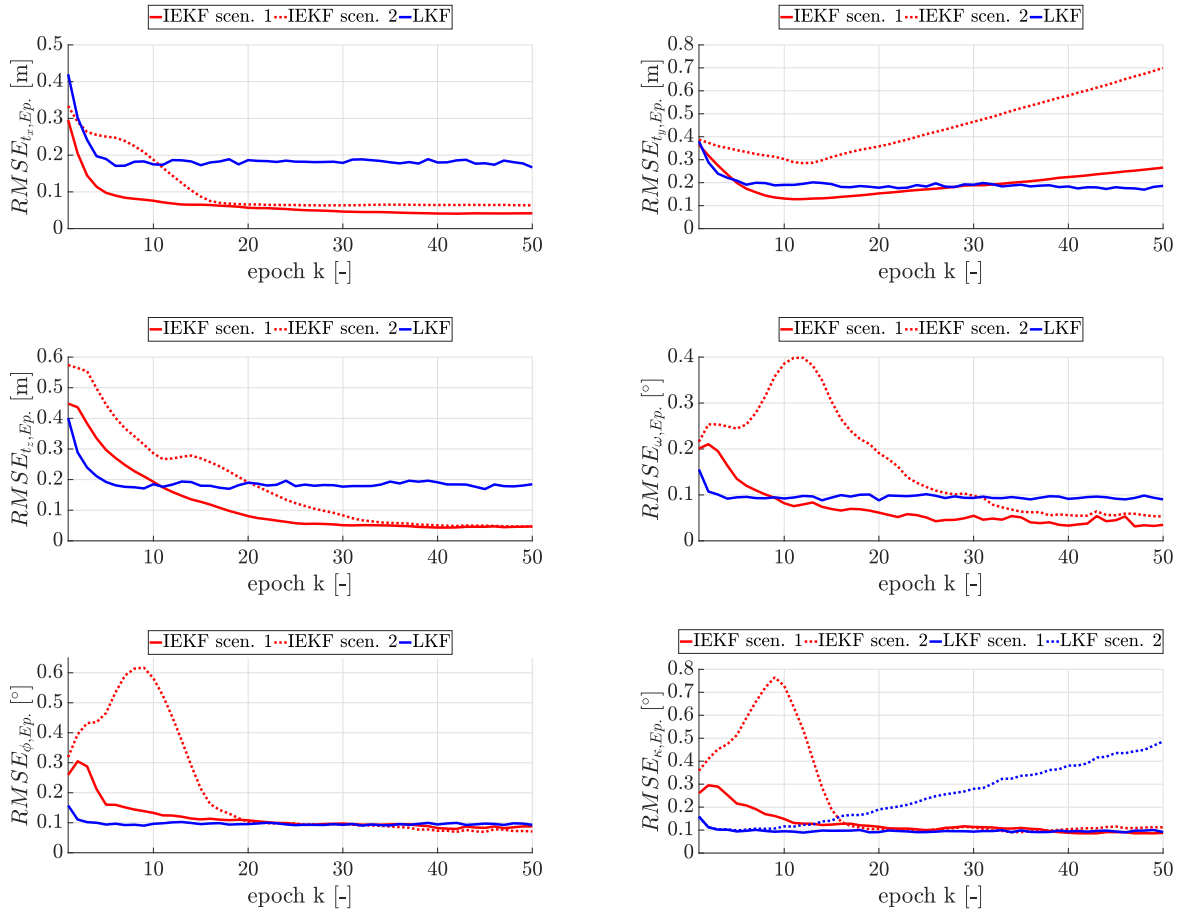 IEKF scen. 1 IEKF scen. 2 LKF
RMSE_{t_x,Ep.} [m]
0.5
0.4
0.3
0.2
0.1
0
10 20 30 40 50
epoch k [-]
IEKF scen. 1 IEKF scen. 2 LKF
RMSE_{t_y,Ep.} [m]
0.8
0.7
0.6
0.5
0.4
0.3
0.2
0.1
0
10 20 30 40 50
epoch k [-]
IEKF scen. 1 IEKF scen. 2 LKF
RMSE_{t_z,Ep.} [m]
0.6
0.5
0.4
0.3
0.2
0.1
0
10 20 30 40 50
epoch k [-]
IEKF scen. 1 IEKF scen. 2 LKF
RMSE_{ω,Ep.} [°]
0.4
0.3
0.2
0.1
0
10 20 30 40 50
epoch k [-]
IEKF scen. 1 IEKF scen. 2 LKF
RMSE_{ϕ,Ep.} [°]
0.6
0.5
0.4
0.3
0.2
0.1
0
10 20 30 40 50
epoch k [-]
IEKF scen. 1 IEKF scen. 2 LKF scen. 1 LKF scen. 2
RMSE_{κ,Ep.} [°]
0.8
0.7
0.6
0.5
0.4
0.3
0.2
0.1
0
10 20 30 40 50
epoch k [-]